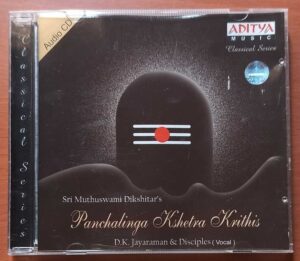 Classical Series
Audio CD
ADITYA
MUSIC
Classical Series
Sri Muthuswami Dikshitar's
Panchalinga Kshetra Krithis
D.K. Jayaraman & Disciples ( Vocal )